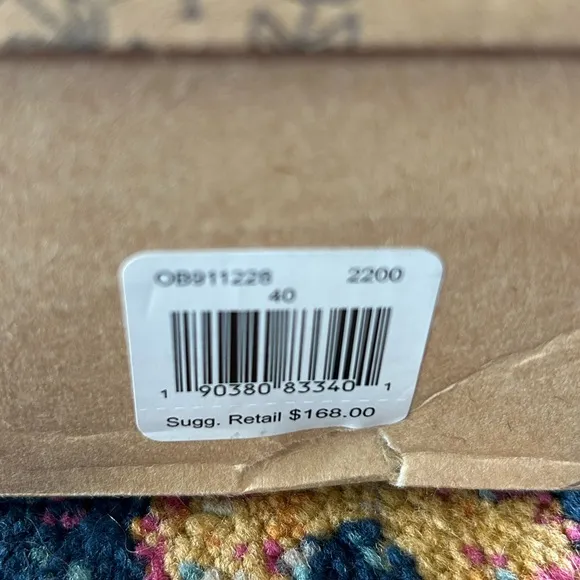 OB911228 2200
40
1 90380 83340 1
Sugg. Retail $168.00